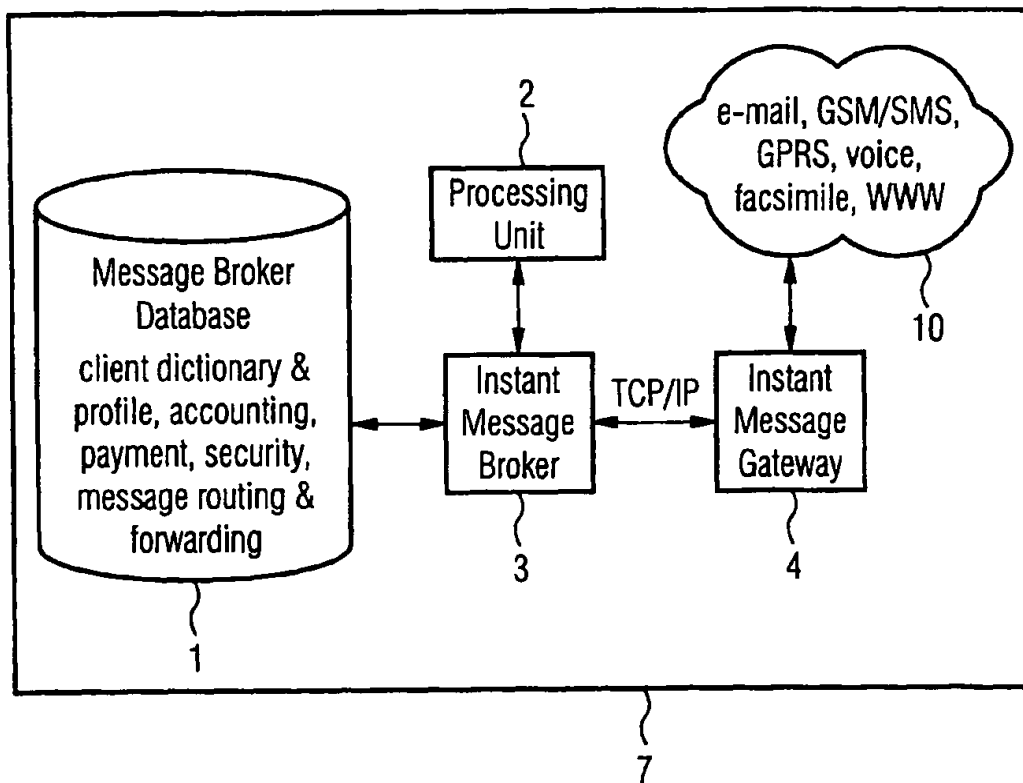 2
Processing
Unit
e-mail, GSM/SMS,
GPRS, voice,
facsimile, WWW
10
Message Broker
Database
client dictionary &
profile, accounting,
payment, security,
message routing &
forwarding
1
Instant
Message
Broker
3
TCP/IP
Instant
Message
Gateway
4
7